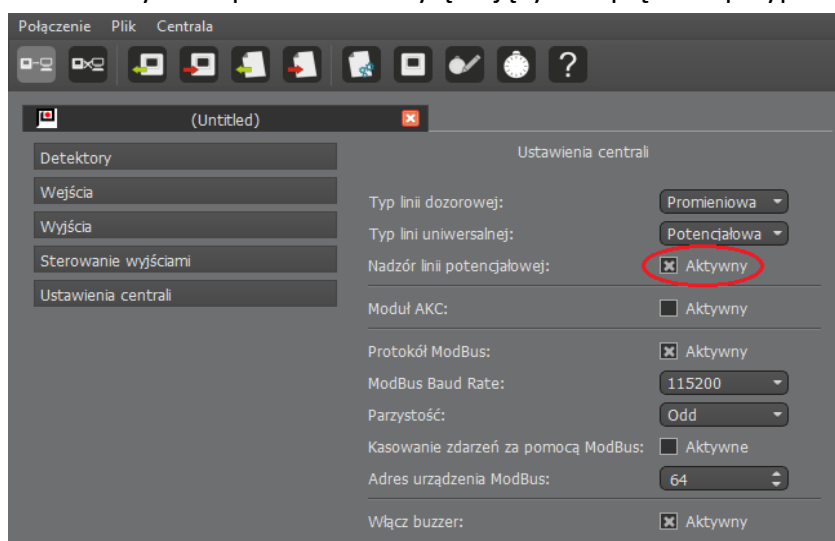 Połączenie Plik Centrala
?
(Untitled)
Detektory
Wejścia
Wyjścia
Sterowanie wyjściami
Ustawienia centrali
Ustawienia centrali
Typ linii dozorowej: Promieniowa
Typ lini uniwersalnej: Potencjałowa
Nadzór linii potencjałowej: Aktywny
Moduł AKC: Aktywny
Protokół ModBus: Aktywny
ModBus Baud Rate: 115200
Parzystość: Odd
Kasowanie zdarzeń za pomocą ModBus: Aktywne
Adres urządzenia ModBus: 64
Włącz buzzer: Aktywny